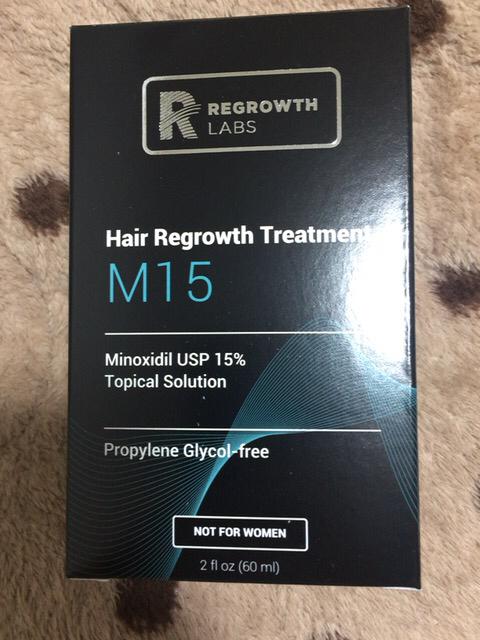 REGROWTH
LABS
Hair Regrowth Treatment
M15
Minoxidil USP 15%
Topical Solution
Propylene Glycol-free
NOT FOR WOMEN
2 fl oz (60 ml)